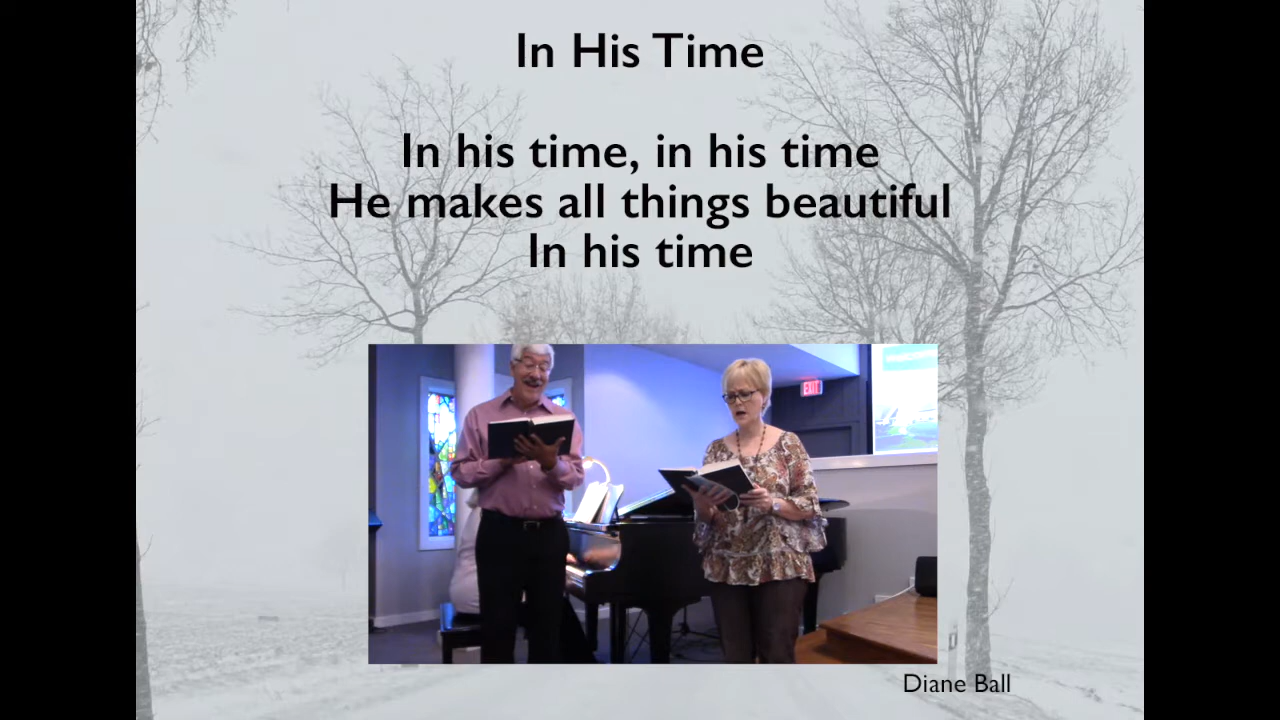 In His Time
In his time, in his time
He makes all things beautiful
In his time
EXIT
Diane Ball